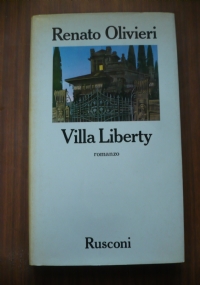 Renato Olivieri
Villa Liberty
romanzo
Rusconi